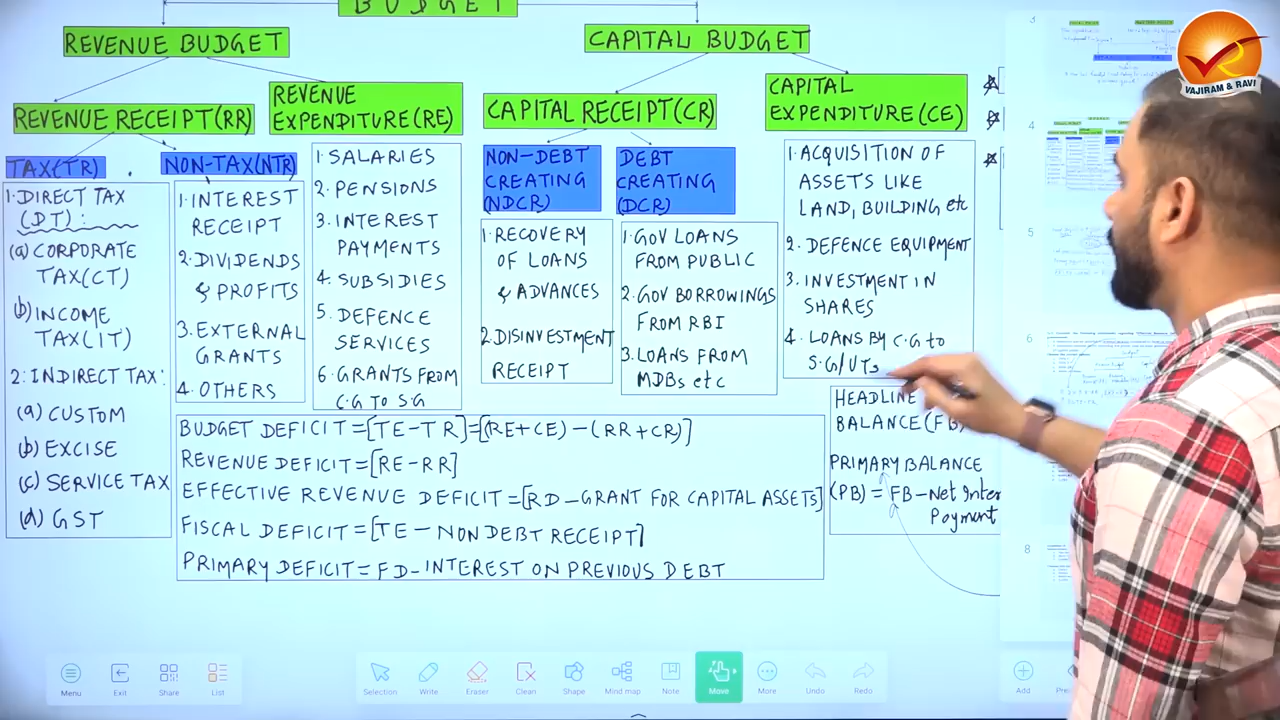 BUDGET
REVENUE BUDGET
CAPITAL BUDGET
REVENUE RECEIPT(RR)
REVENUE
EXPENDITURE(RE)
CAPITAL RECEIPT(CR)
CAPITAL
EXPENDITURE(CE)
TAX(TR)
1. DIRECT TAX
(DT):
(a) CORPORATE
TAX(CT)
(b) INCOME
TAX(IT)
2: INDIRECT TAX:
(a) CUSTOM
(b) EXCISE
(c) SERVICE TAX
(d) GST
NON-TAX(NTR)
1. INTEREST
RECEIPT
2. DIVIDENDS
& PROFITS
3. EXTERNAL
GRANTS
4. OTHERS
1. SALARIES
2. PENSIONS
3. INTEREST
PAYMENTS
4. SUBSIDIES
5. DEFENCE
SERVICES
6. GRANT FROM
C.G TO S.G
NON-DEBT
CREATING
(NDCR)
1. RECOVERY
OF LOANS
& ADVANCES
2. DISINVESTMENT
RECEIPT
DEBT
CREATING
(DCR)
1. GOV LOANS
FROM PUBLIC
2. GOV BORROWINGS
FROM RBI
3. LOANS FROM
MDBs etc
1. ACQUISITION OF
ASSETS LIKE
LAND, BUILDING etc
2. DEFENCE EQUIPMENT
3. INVESTMENT IN
SHARES
4. LOANS BY C.G to
S.G/UTs
BUDGET DEFICIT = [TE-TR]=[(RE+CE)-(RR+CR)]
REVENUE DEFICIT=[RE-RR]
EFFECTIVE REVENUE DEFICIT=[RD-GRANT FOR CAPITAL ASSETS]
FISCAL DEFICIT=[TE-NON DEBT RECEIPT]
PRIMARY DEFICIT FD-INTEREST ON PREVIOUS DEBT
HEADLINE
BALANCE(FB)
PRIMARY BALANCE
(PB) = FB-Net Inter
Payment
3
4
5
6
8
VAJIRAM & RAVI
Menu
Exit
Share
List
Selection
Write
Eraser
Clean
Shape
Mind map
Note
Move
More
Undo
Redo
Add